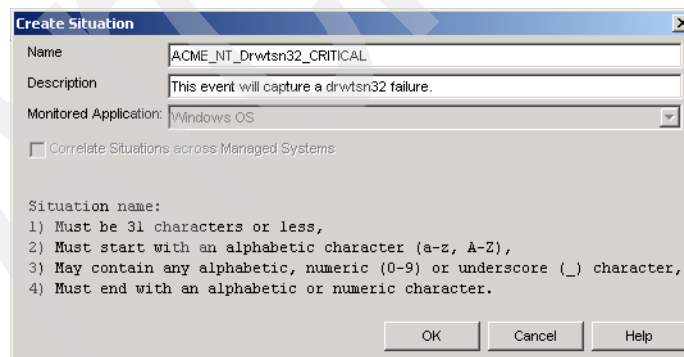 Create Situation
Name ACME_NT_Drwtsn32_CRITICAL
Description This event will capture a drwtsn32 failure.
Monitored Application: Windows OS
Correlate Situations across Managed Systems
Situation name:
1) Must be 31 characters or less,
2) Must start with an alphabetic character (a-z, A-Z),
3) May contain any alphabetic, numeric (0-9) or underscore (_) character,
4) Must end with an alphabetic or numeric character.
OK Cancel Help